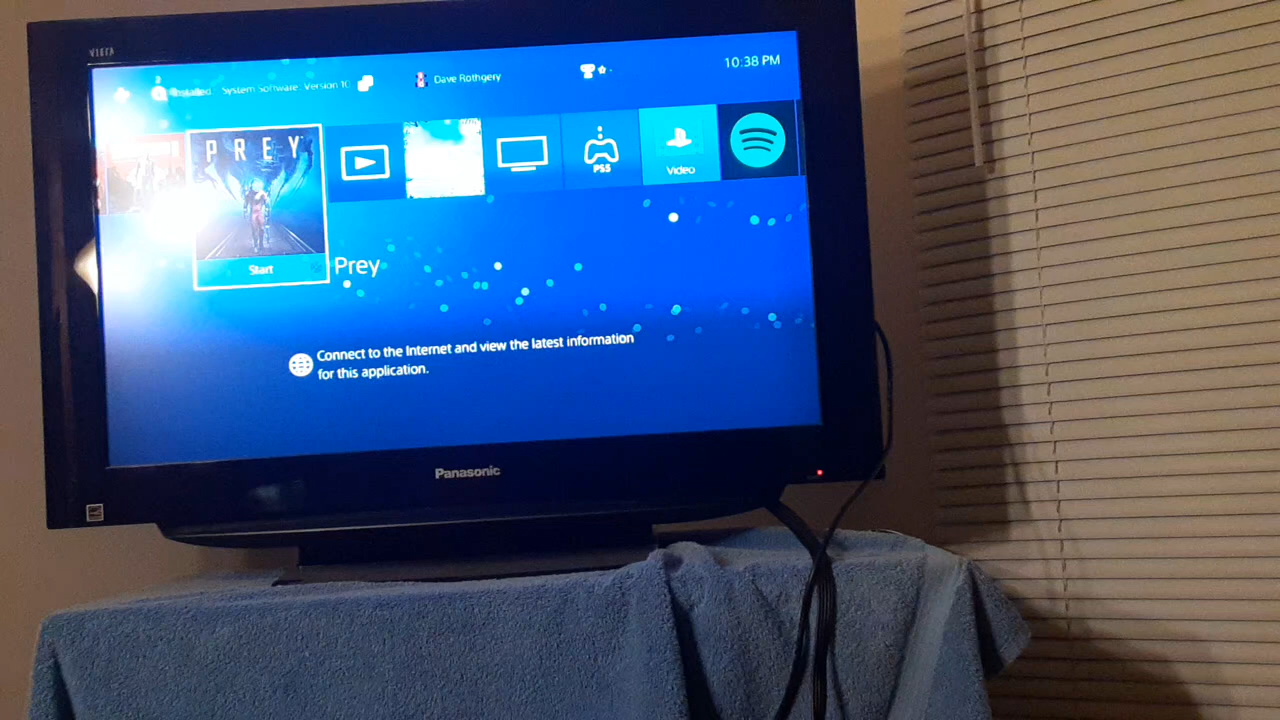 VIERA
Installed System Software: Version 10
Dave Rothgery
10:38 PM
PREY
Start
Prey
PS5
Video
Connect to the Internet and view the latest information
for this application.
Panasonic